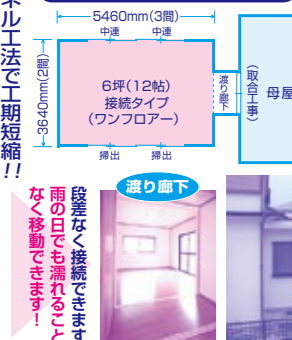 ネル工法で工期短縮!!
5460mm(3間)
中連
中連
3640mm(2間)
6坪(12帖)
接続タイプ
(ワンフロアー)
渡り廊下
(取合工事)
母屋
掃出
掃出
渡り廊下
段差なく接続できます
雨の日でも濡れること
なく移動できます!